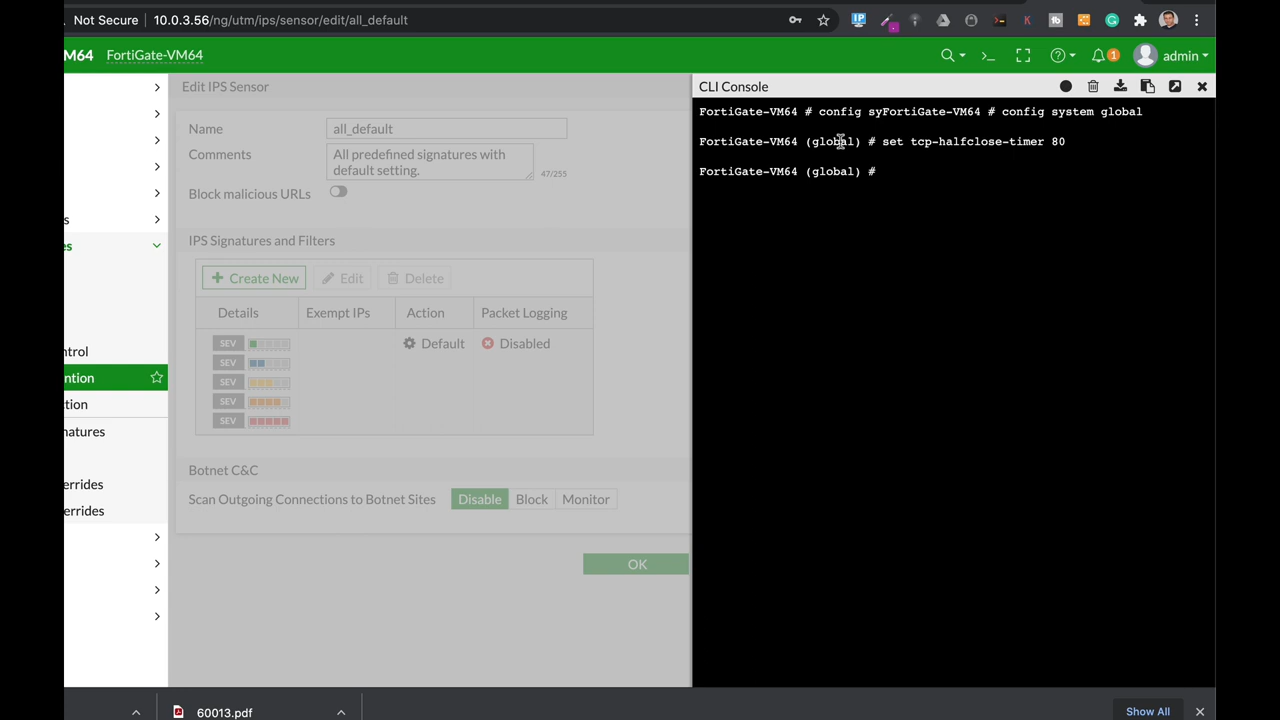 Not Secure 10.0.3.56/ng/utm/ips/sensor/edit/all_default
M64 FortiGate-VM64 admin
1
Edit IPS Sensor
Name all_default
Comments All predefined signatures with
default setting.
47/255
Block malicious URLs
s
es
ntrol
ntion
tion
natures
errides
errides
IPS Signatures and Filters
Create New Edit Delete
Details Exempt IPs Action Packet Logging
SEV Default Disabled
SEV
SEV
SEV
SEV
Botnet C&C
Scan Outgoing Connections to Botnet Sites Disable Block Monitor
OK
CLI Console
FortiGate-VM64 # config syFortiGate-VM64 # config system global
FortiGate-VM64 (global) # set tcp-halfclose-timer 80
FortiGate-VM64 (global) #
60013.pdf
Show All